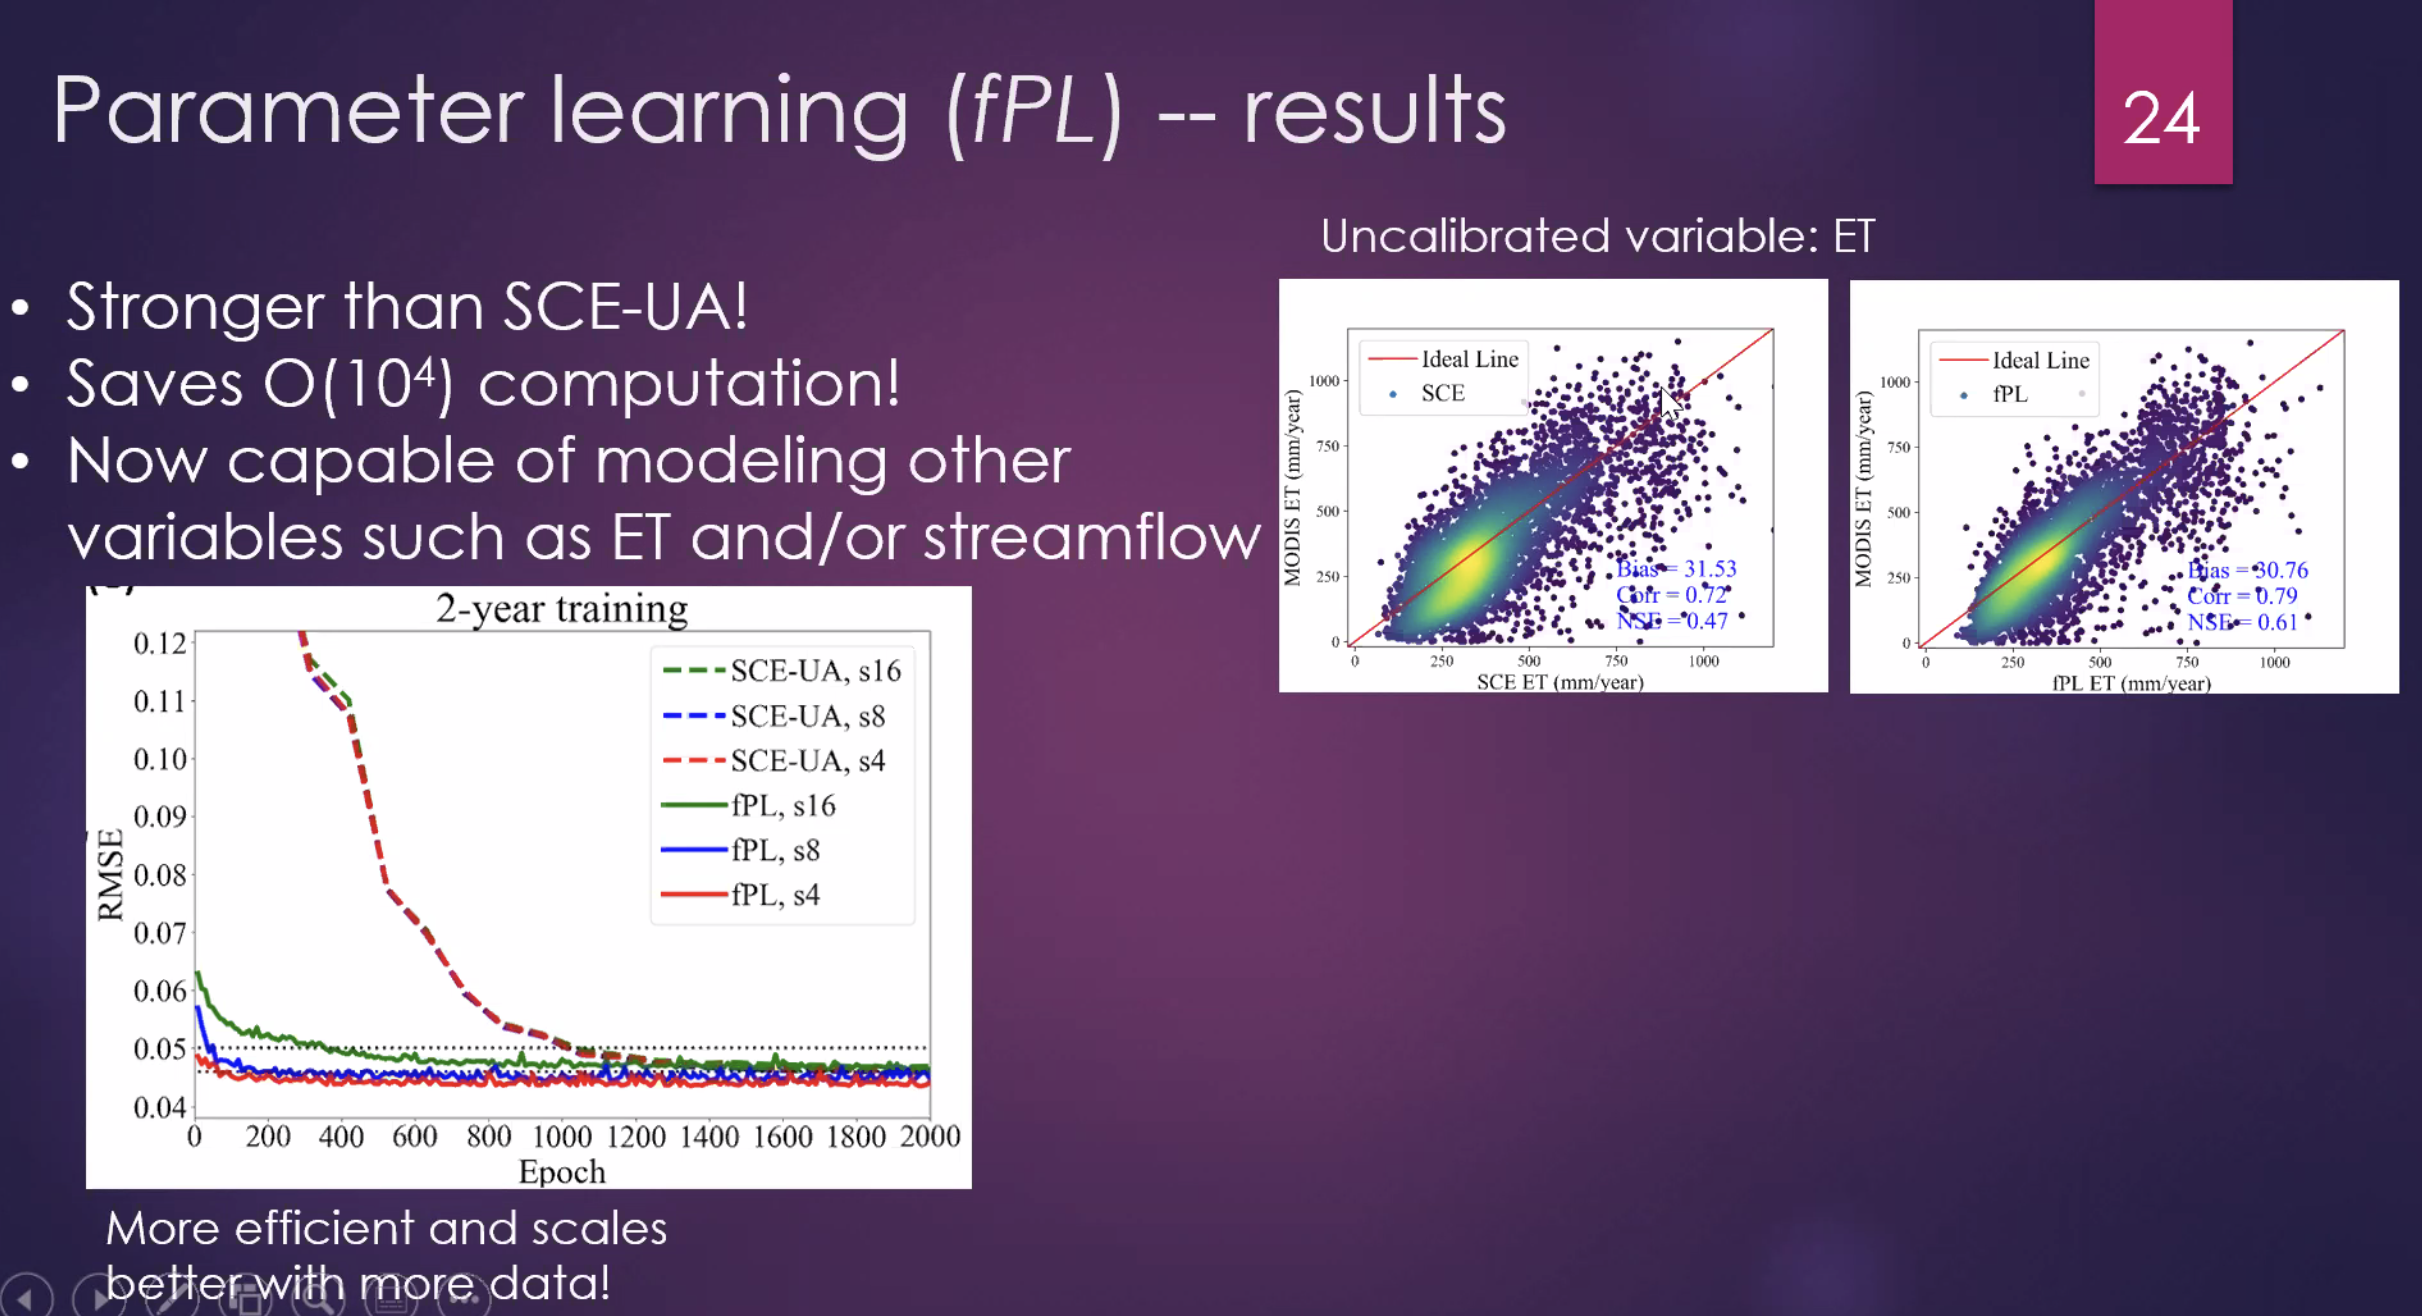 Parameter learning (fPL) -- results
24
Uncalibrated variable: ET
• Stronger than SCE-UA!
• Saves O(10⁴) computation!
• Now capable of modeling other
variables such as ET and/or streamflow
2-year training
0.12
0.11
0.10
0.09
0.08
0.07
0.06
0.05
0.04
RMSE
SCE-UA, s16
SCE-UA, s8
SCE-UA, s4
fPL, s16
fPL, s8
fPL, s4
0 200 400 600 800 1000 1200 1400 1600 1800 2000
Epoch
More efficient and scales
better with more data!
Ideal Line
SCE
MODIS ET (mm/year)
1000
750
500
250
0
Bias = 31.53
Corr = 0.72
NSE = 0.47
0 250 500 750 1000
SCE ET (mm/year)
Ideal Line
fPL
MODIS ET (mm/year)
1000
750
500
250
0
Bias = 30.76
Corr = 0.79
NSE = 0.61
0 250 500 750 1000
fPL ET (mm/year)